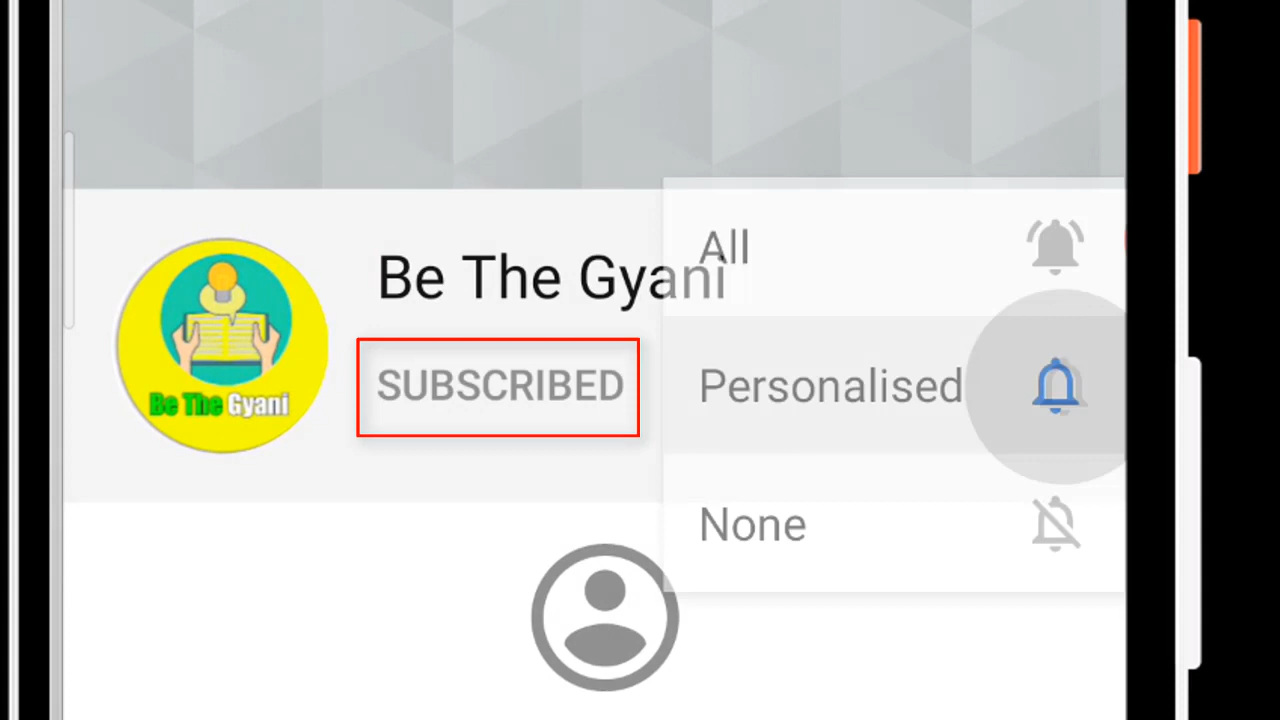 Be The Gyani
SUBSCRIBED
Be The Gyani
All
Personalised
None